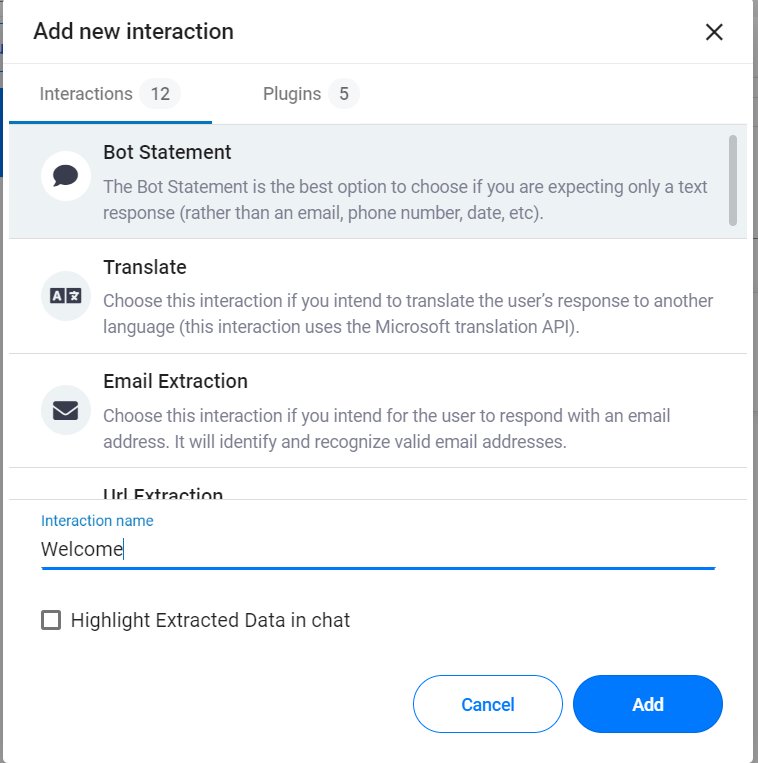 Add new interaction
Interactions 12 Plugins 5
Bot Statement
The Bot Statement is the best option to choose if you are expecting only a text
response (rather than an email, phone number, date, etc).
Translate
Choose this interaction if you intend to translate the user’s response to another
language (this interaction uses the Microsoft translation API).
Email Extraction
Choose this interaction if you intend for the user to respond with an email
address. It will identify and recognize valid email addresses.
Url Extraction
Interaction name
Welcome
Highlight Extracted Data in chat
Cancel Add